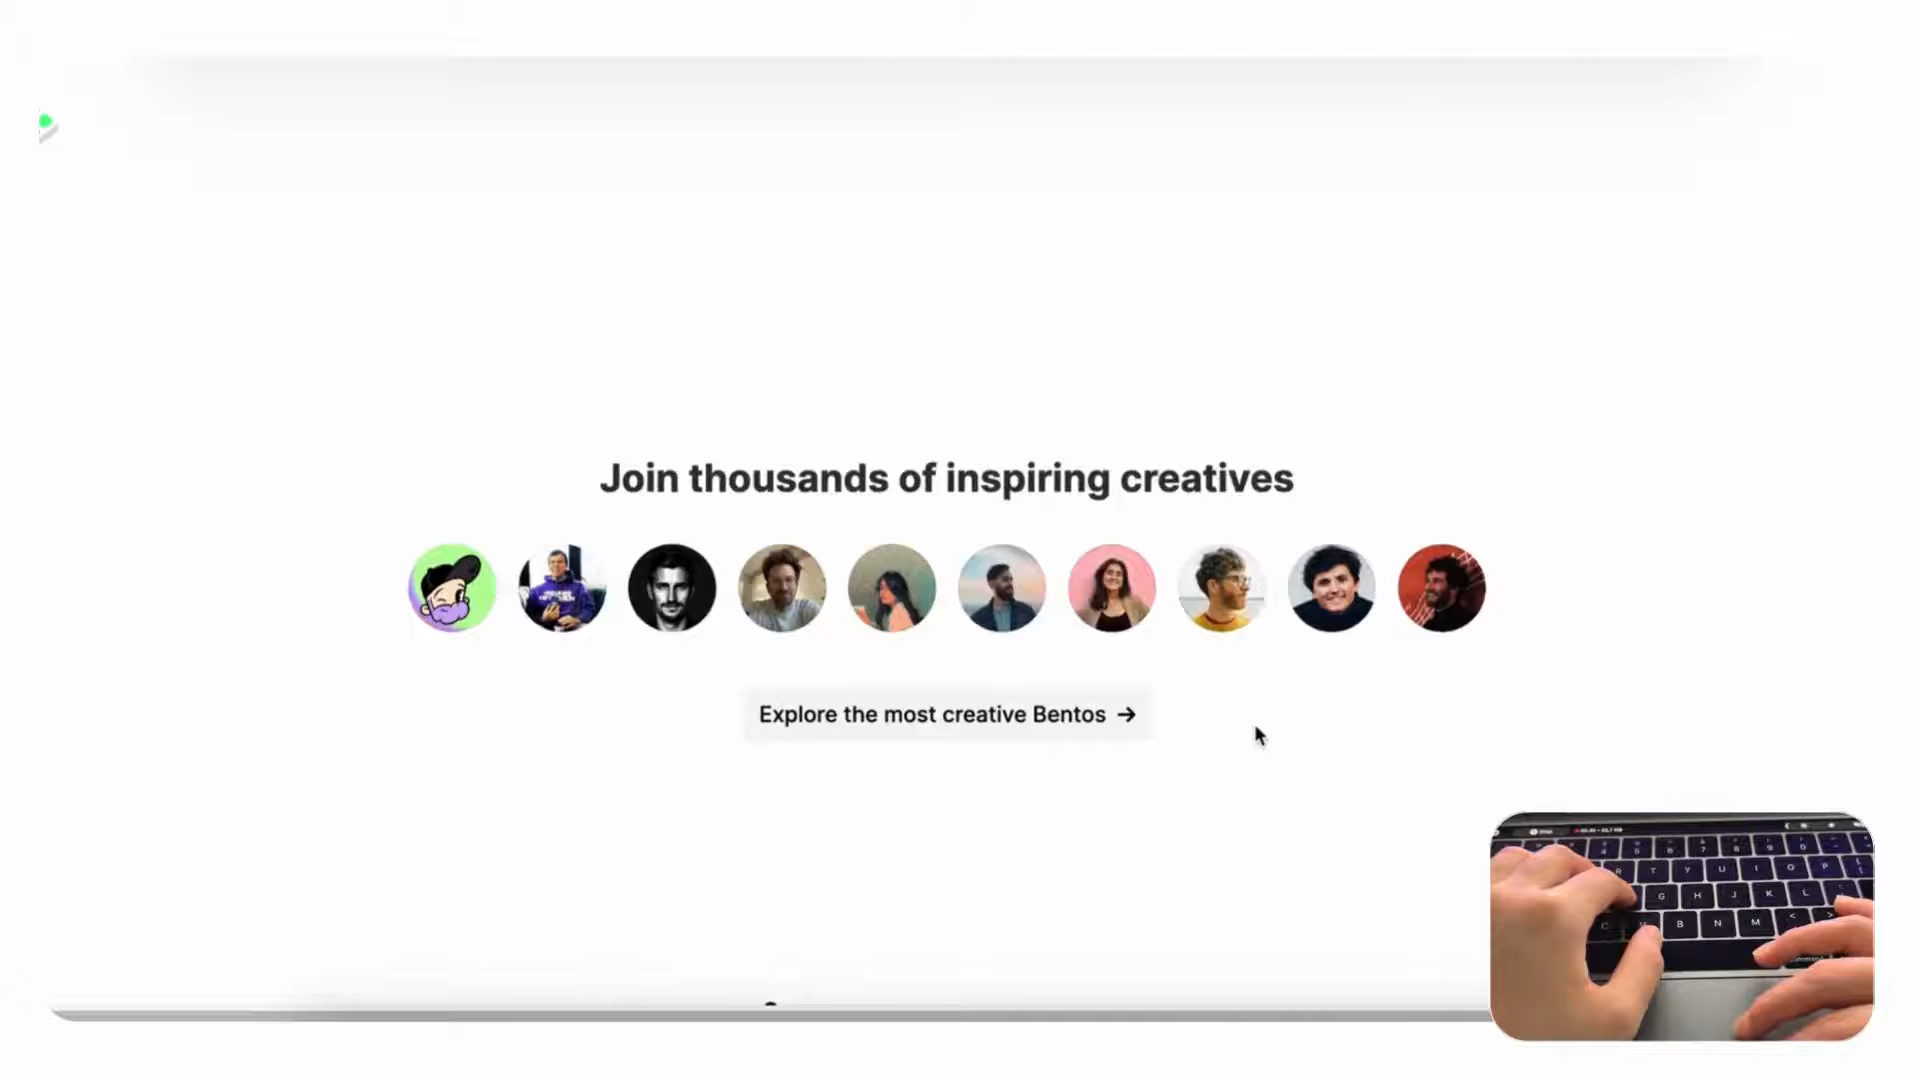 Join thousands of inspiring creatives
Explore the most creative Bentos →
R T Y U I O P
G H J K L
C V B N M < >